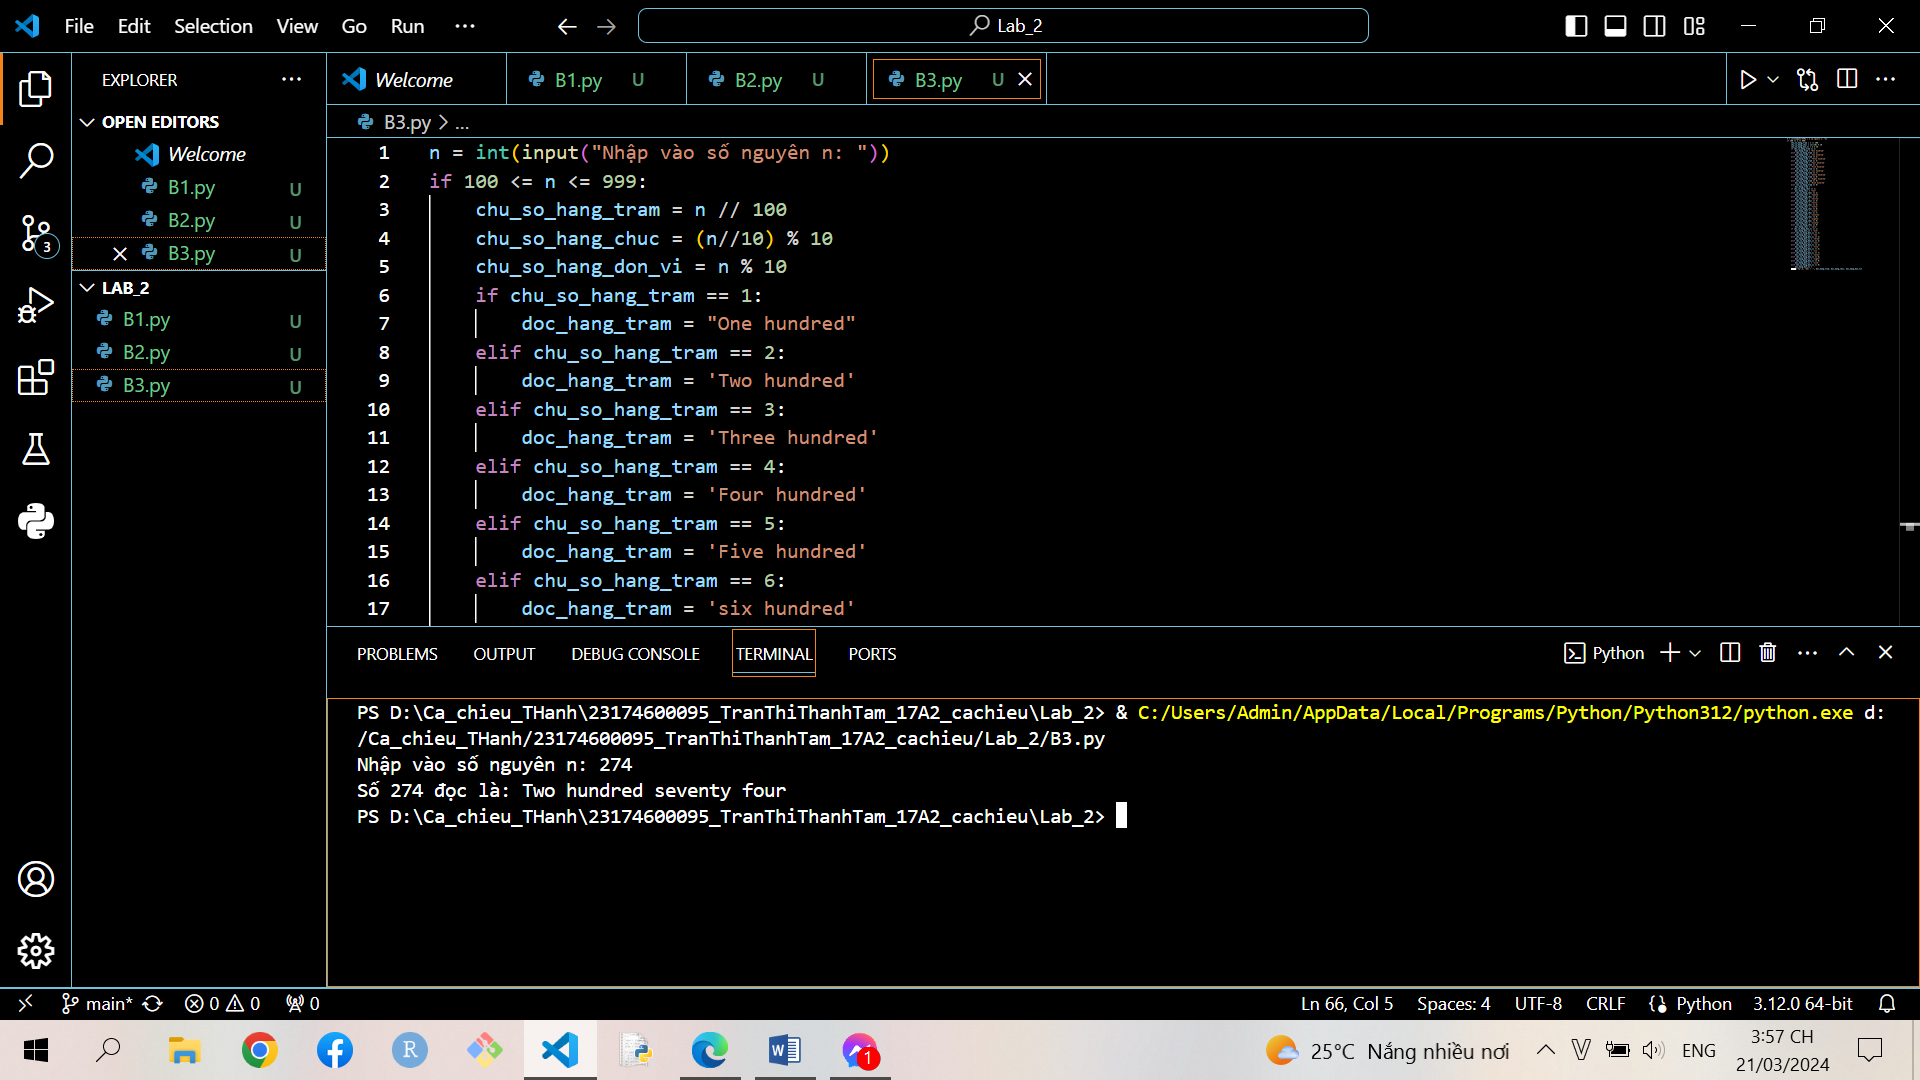 File Edit Selection View Go Run ...
Lab_2
EXPLORER ...
OPEN EDITORS
Welcome
B1.py U
B2.py U
B3.py U
LAB_2
B1.py U
B2.py U
B3.py U
3
Welcome B1.py U B2.py U B3.py U
B3.py > ...
1 n = int(input("Nhập vào số nguyên n: "))
2 if 100 <= n <= 999:
3 chu_so_hang_tram = n // 100
4 chu_so_hang_chuc = (n//10) % 10
5 chu_so_hang_don_vi = n % 10
6 if chu_so_hang_tram == 1:
7 doc_hang_tram = "One hundred"
8 elif chu_so_hang_tram == 2:
9 doc_hang_tram = 'Two hundred'
10 elif chu_so_hang_tram == 3:
11 doc_hang_tram = 'Three hundred'
12 elif chu_so_hang_tram == 4:
13 doc_hang_tram = 'Four hundred'
14 elif chu_so_hang_tram == 5:
15 doc_hang_tram = 'Five hundred'
16 elif chu_so_hang_tram == 6:
17 doc_hang_tram = 'six hundred'
PROBLEMS OUTPUT DEBUG CONSOLE TERMINAL PORTS
Python
PS D:\Ca_chieu_THanh\23174600095_TranThiThanhTam_17A2_cachieu\Lab_2> & C:/Users/Admin/AppData/Local/Programs/Python/Python312/python.exe d:
/Ca_chieu_THanh/23174600095_TranThiThanhTam_17A2_cachieu/Lab_2/B3.py
Nhập vào số nguyên n: 274
Số 274 đọc là: Two hundred seventy four
PS D:\Ca_chieu_THanh\23174600095_TranThiThanhTam_17A2_cachieu\Lab_2>
main* 0 0 0
Ln 66, Col 5 Spaces: 4 UTF-8 CRLF Python 3.12.0 64-bit
R
1
25°C Nắng nhiều nơi
V
ENG
3:57 CH
21/03/2024